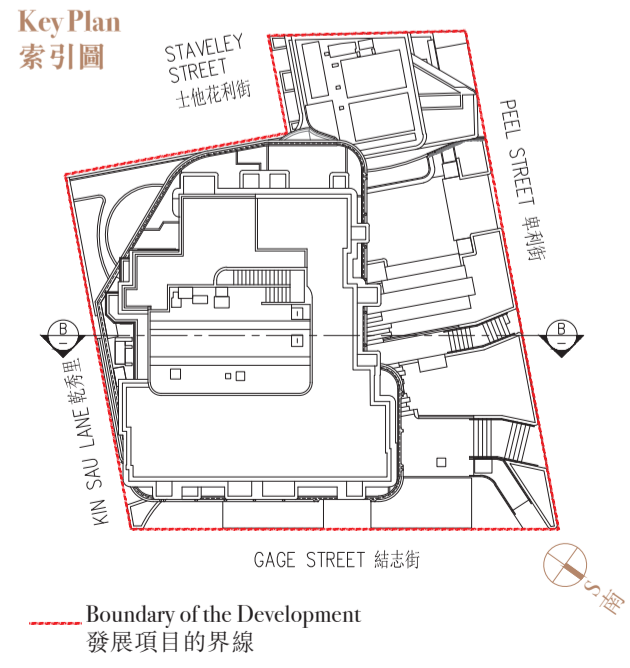 Key Plan
索引圖
STAVELEY
STREET
士他花利街
PEEL STREET 卑利街
B
B
KIN SAU LANE 乾秀里
GAGE STREET 結志街
S南
Boundary of the Development
發展項目的界線